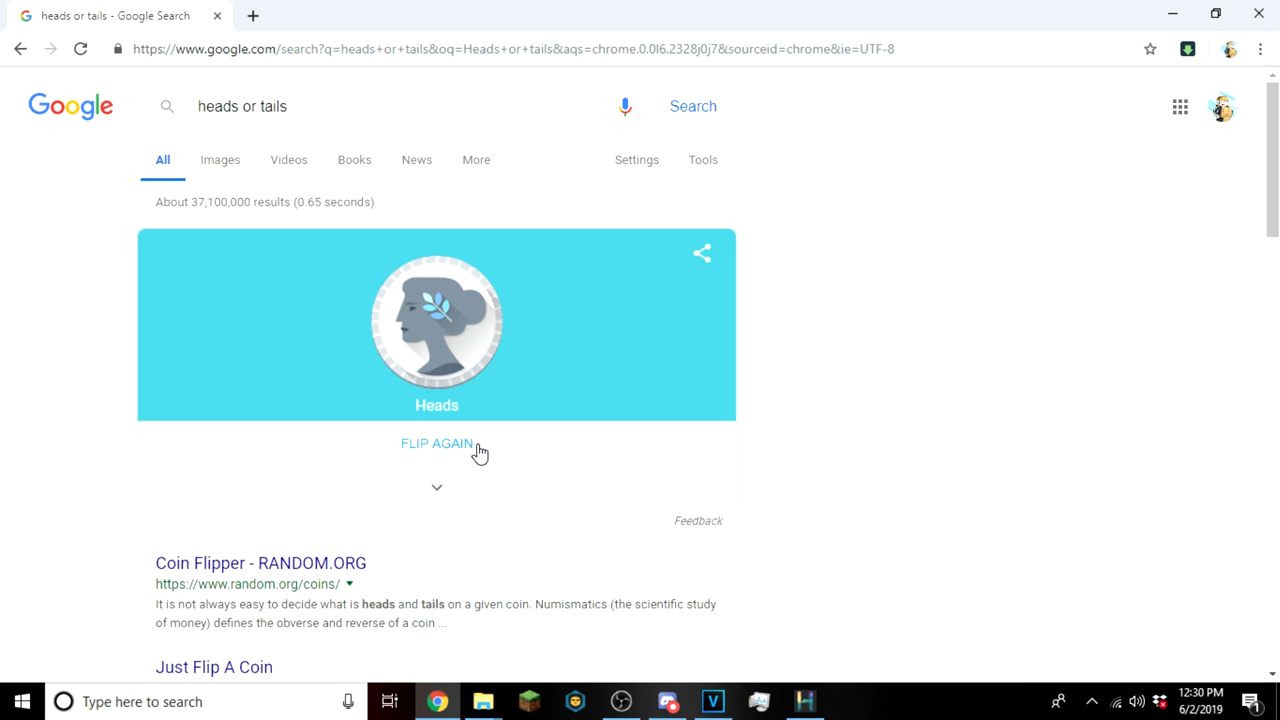 heads or tails - Google Search
https://www.google.com/search?q=heads+or+tails&oq=Heads+or+tails&aqs=chrome.0.0l6.2328j0j7&sourceid=chrome&ie=UTF-8
Google
heads or tails
Search
All Images Videos Books News More Settings Tools
About 37,100,000 results (0.65 seconds)
Heads
FLIP AGAIN
Feedback
Coin Flipper - RANDOM.ORG
https://www.random.org/coins/
It is not always easy to decide what is heads and tails on a given coin. Numismatics (the scientific study
of money) defines the obverse and reverse of a coin ...
Just Flip A Coin
Type here to search
V
H
12:30 PM
6/2/2019
1